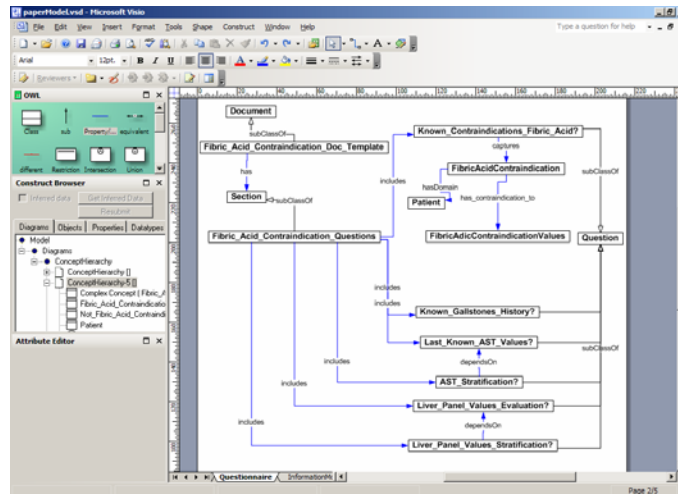 paperModel.vsd - Microsoft Visio
File Edit View Insert Format Tools Shape Construct Window Help
Type a question for help
Arial 12pt. B I U
Reviewers
OWL
Class sub Property/... equivalent
different Restriction Intersection Union
Construct Browser
Inferred data Get Inferred Data
Resubmit
Diagrams Objects Properties Datatypes
Model
Diagrams
ConceptHierarchy
ConceptHierarchy []
ConceptHierarchy-5 []
Complex Concept ( Fibric_A
Fibric_Acid_Contraindicatio
Not_Fibric_Acid_Contraindi
Patient
Attribute Editor
Document
subClassOf
Fibric_Acid_Contraindication_Doc_Template
has
Section
subClassOf
Fibric_Acid_Contraindication_Questions
includes
Known_Contraindications_Fibric_Acid?
captures
FibricAcidContraindication
subClassOf
hasDomain
Patient
has_contraindication_to
FibricAdicContraindicationValues
Question
includes
includes
Known_Gallstones_History?
Last_Known_AST_Values?
subClassOf
includes
dependsOn
AST_Stratification?
includes
Liver_Panel_Values_Evaluation?
includes
dependsOn
Liver_Panel_Values_Stratification?
Questionnaire
Page 2/5